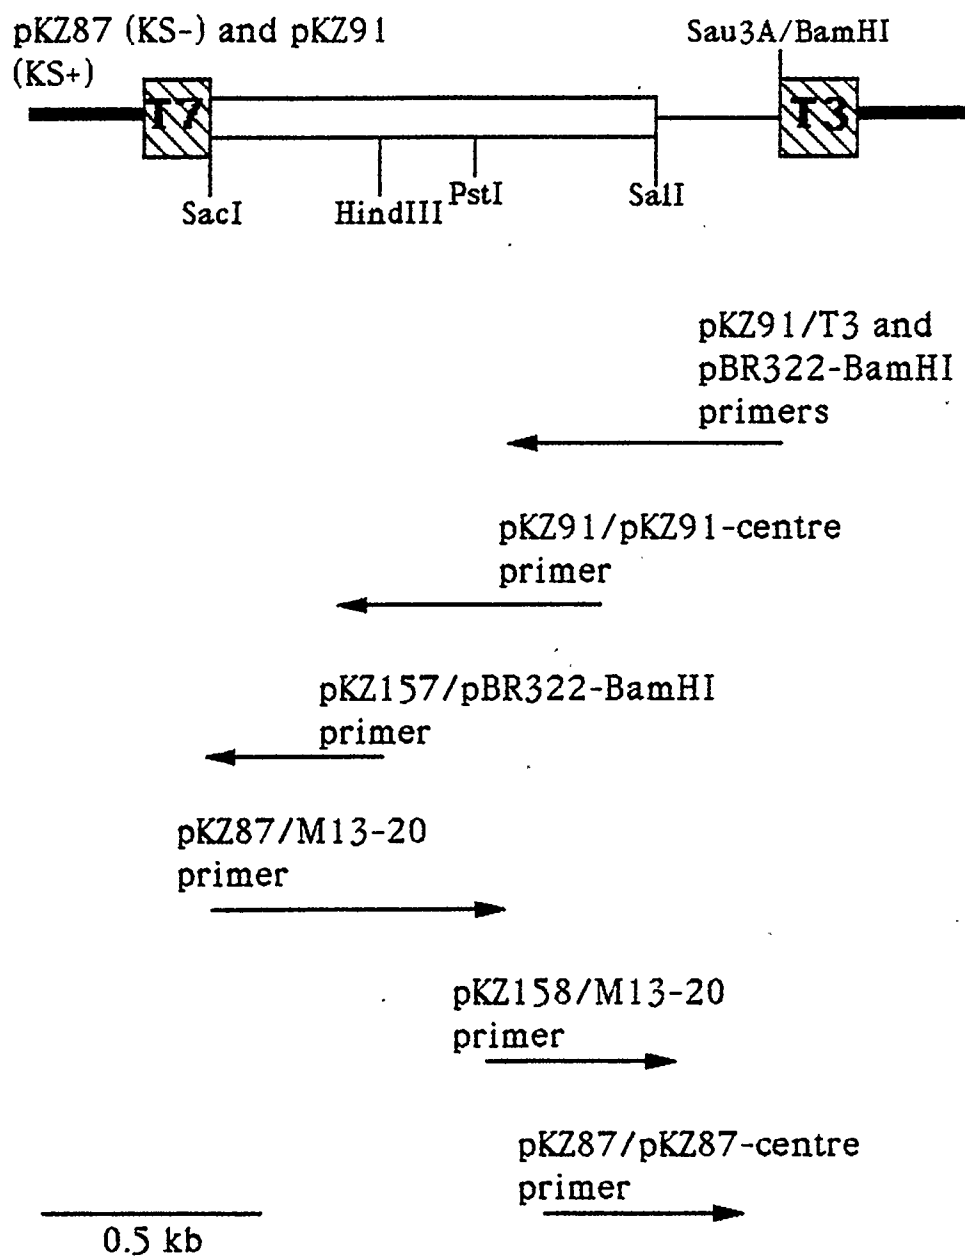 pKZ87 (KS-) and pKZ91
(KS+)
Sau3A/BamHI
T7
T3
SacI
HindIII
PstI
SalI
pKZ91/T3 and
pBR322-BamHI
primers
pKZ91/pKZ91-centre
primer
pKZ157/pBR322-BamHI
primer
pKZ87/M13-20
primer
pKZ158/M13-20
primer
pKZ87/pKZ87-centre
primer
0.5 kb